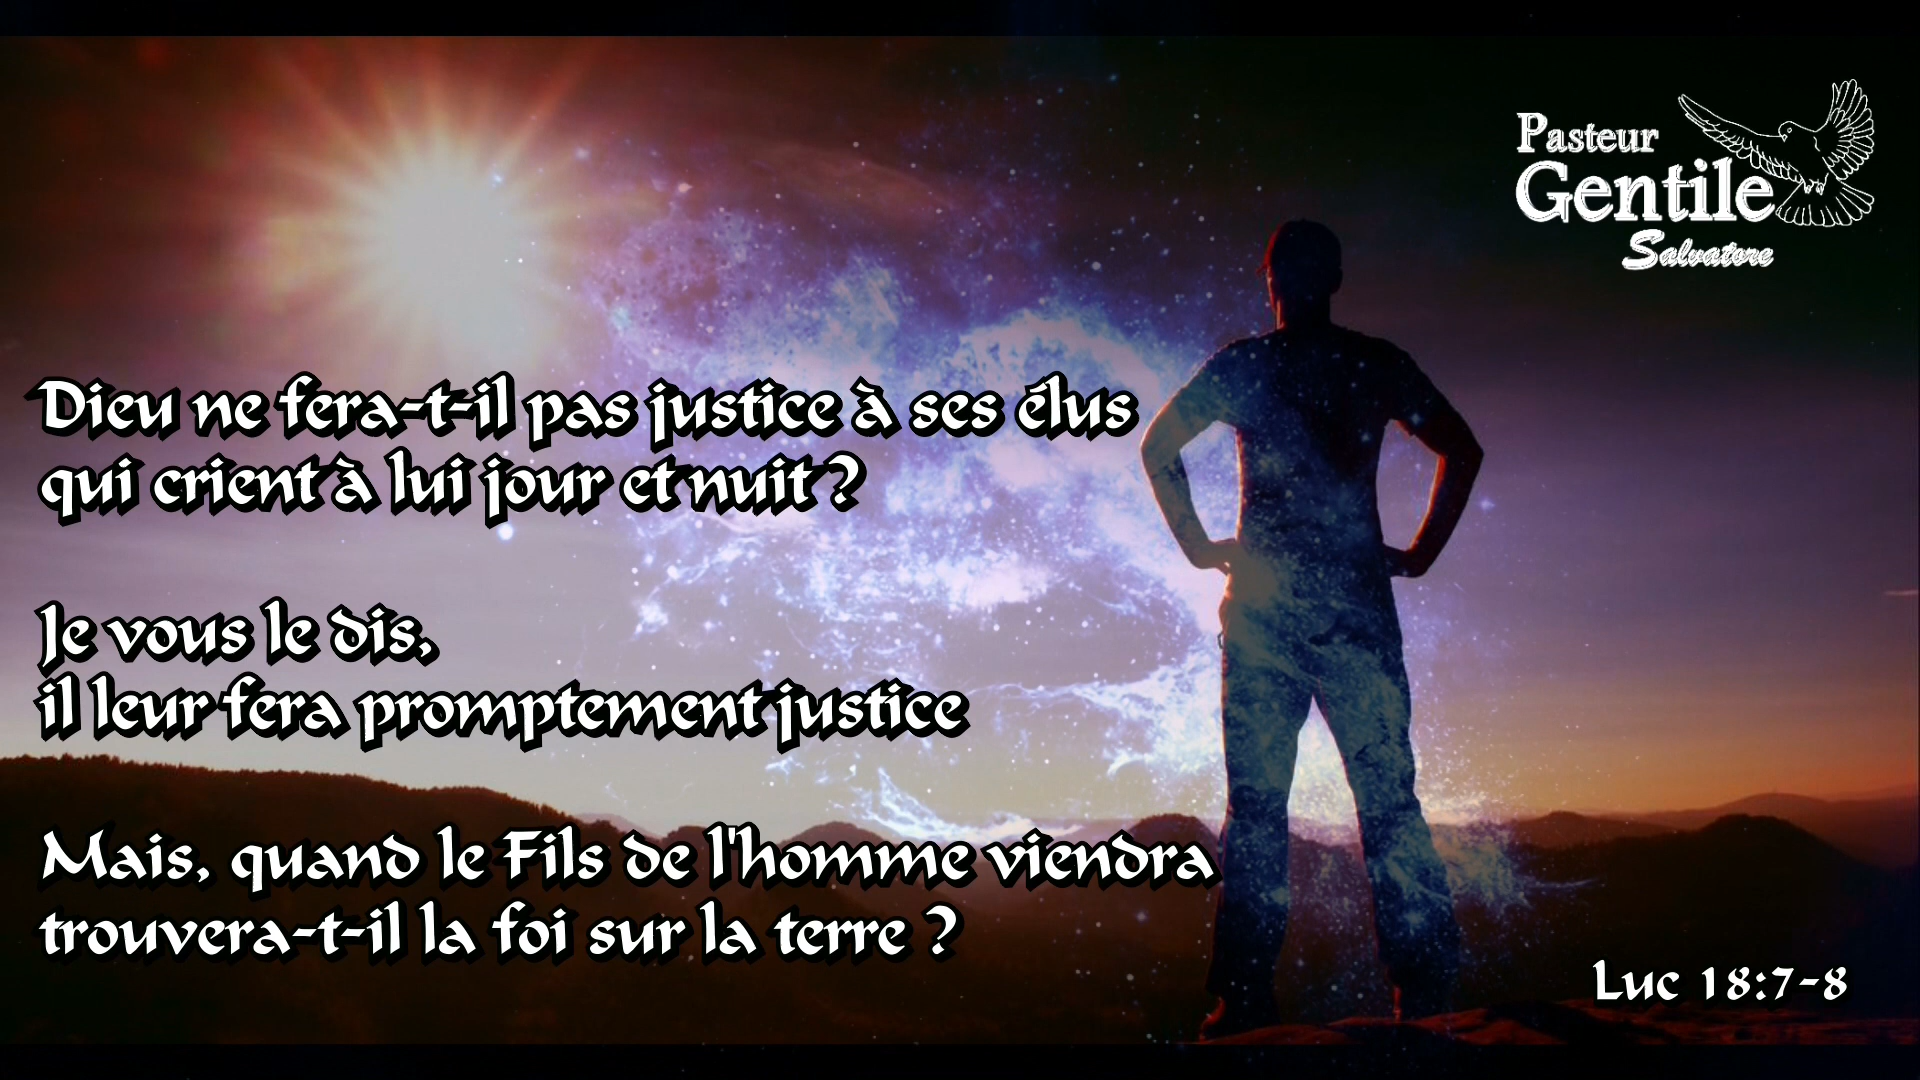 Pasteur
Gentile
Salvatore
Dieu ne fera-t-il pas justice à ses élus
qui crient à lui jour et nuit ?
Je vous le dis,
il leur fera promptement justice
Mais, quand le Fils de l'homme viendra
trouvera-t-il la foi sur la terre ?
Luc 18:7-8